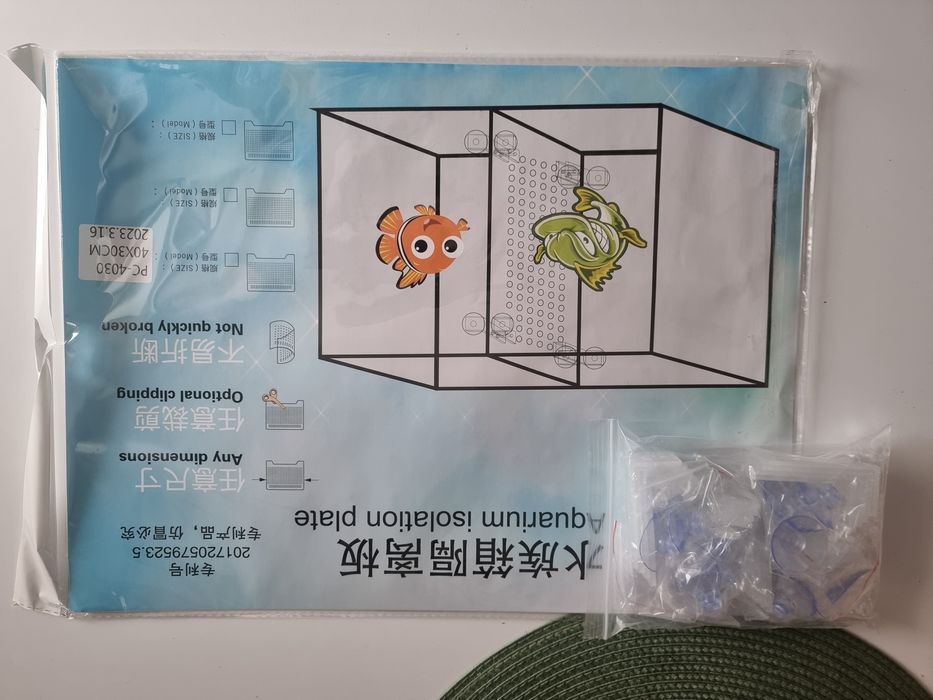 水族箱隔离板
Aquarium isolation plate
专利号
201720579523.5
专利产品，仿冒必究
任意尺寸
Any dimensions
任意裁剪
Optional clipping
不易折断
Not quickly broken
型号（Model）：
规格（SIZE）：
型号（Model）：
规格（SIZE）：
型号（Model）：
规格（SIZE）：
PC-4030
40X30CM
2023.3.16